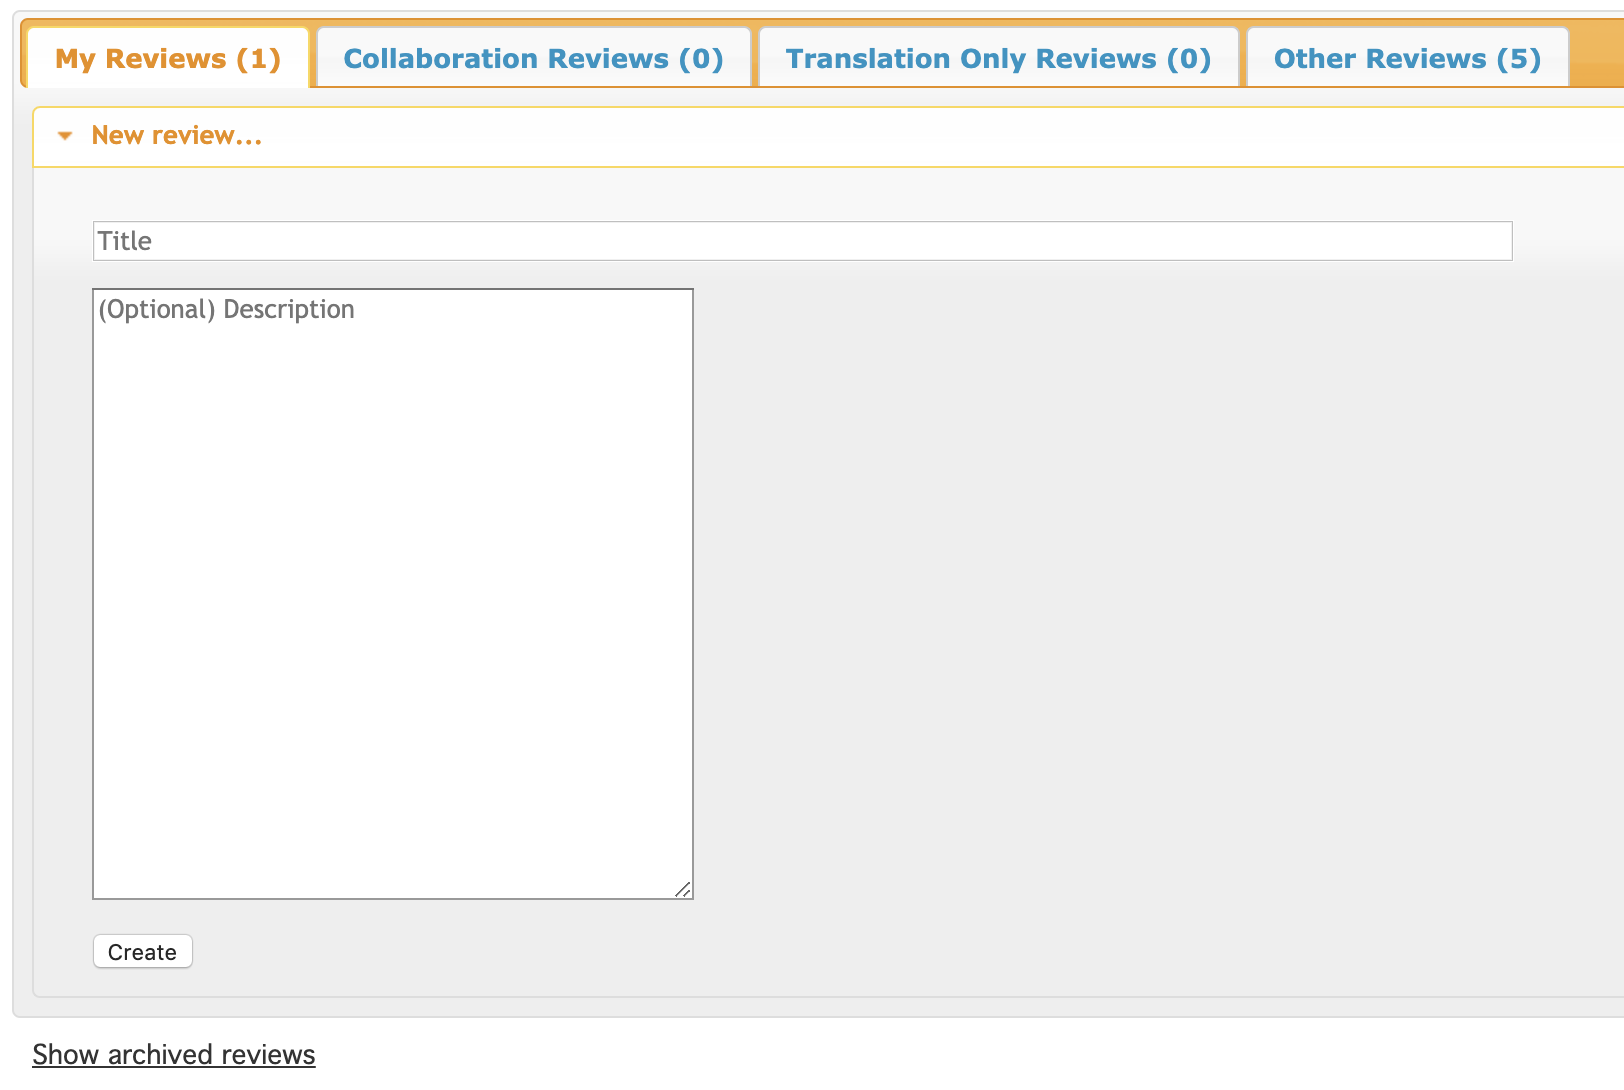 My Reviews (1) Collaboration Reviews (0) Translation Only Reviews (0) Other Reviews (5)
New review...
Title
(Optional) Description
Create
Show archived reviews